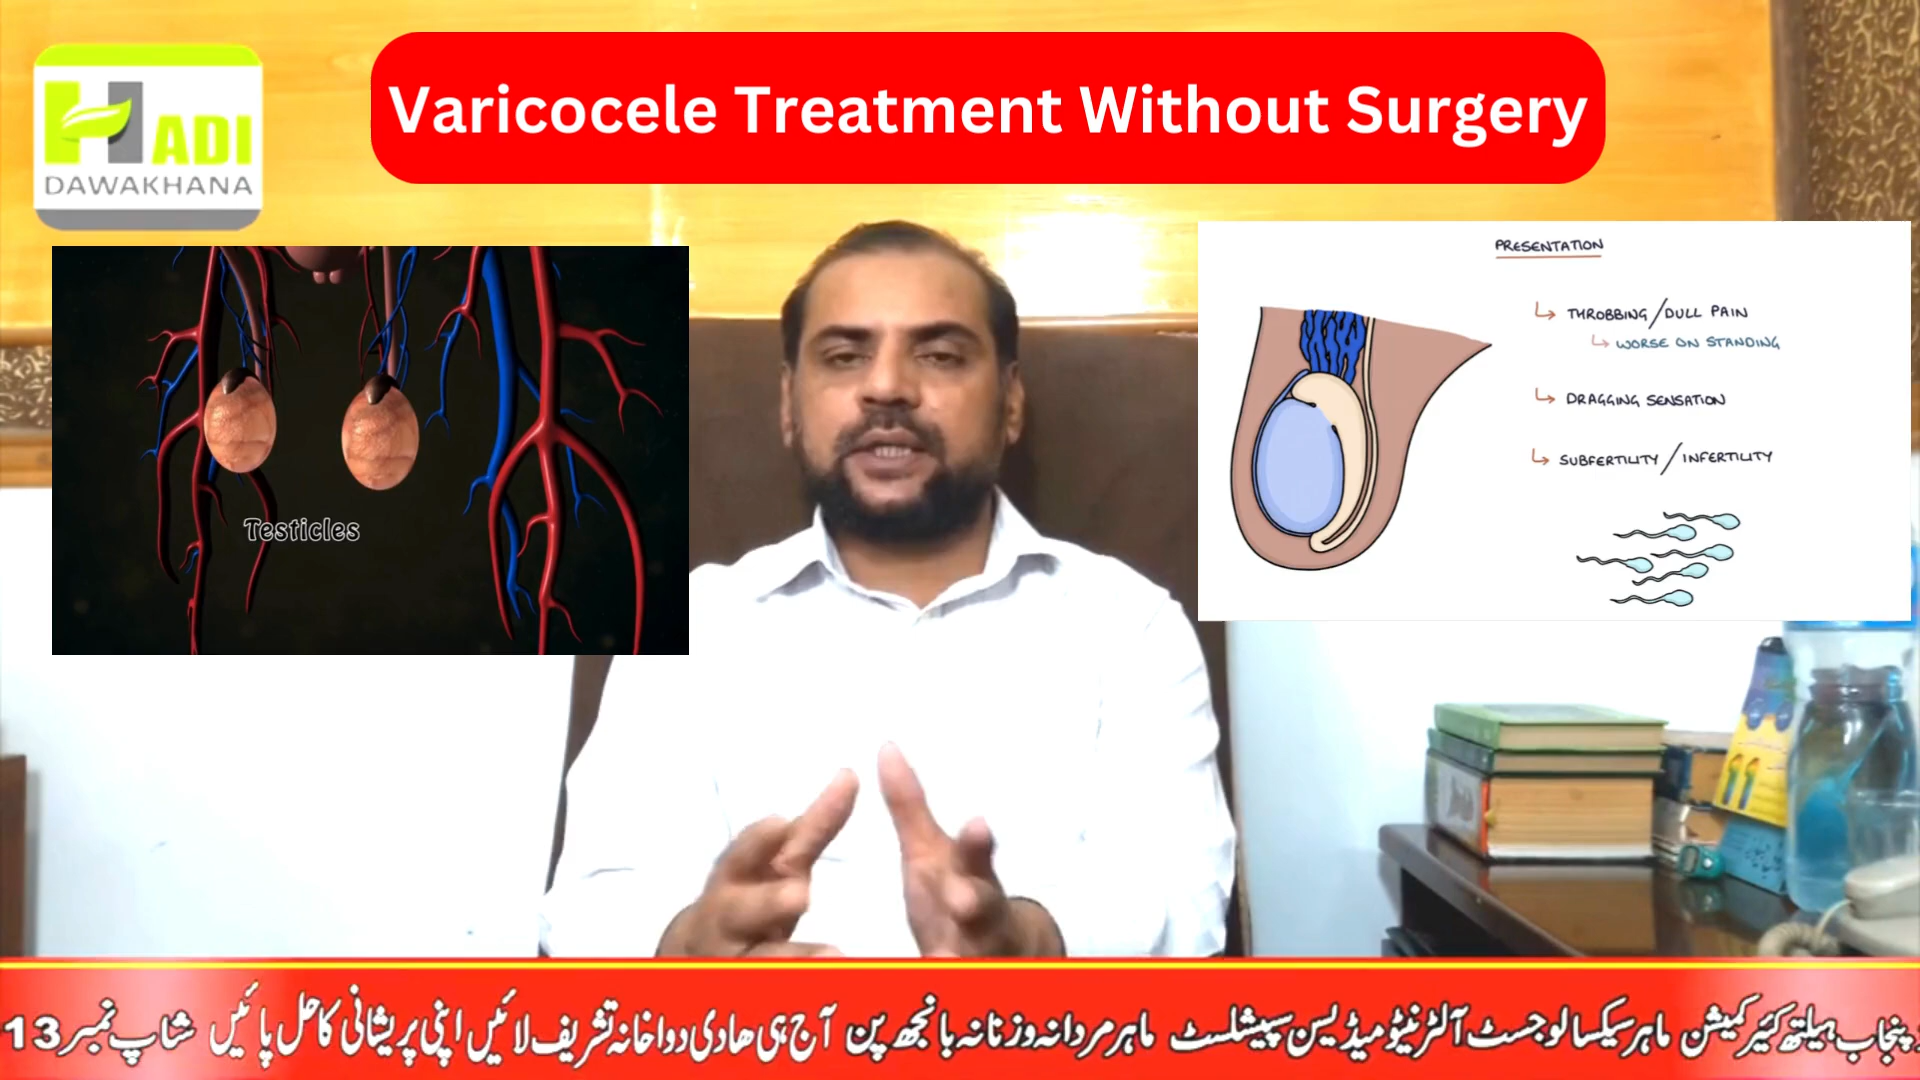 HADI
DAWAKHANA
Varicocele Treatment Without Surgery
Testicles
PRESENTATION
↳ THROBBING/DULL PAIN
↳ WORSE ON STANDING
↳ DRAGGING SENSATION
↳ SUBFERTILITY/INFERTILITY
پنجاب ہیلتھ کئیر کمیشن ماہر سیکسالوجسٹ آلٹرنیٹو میڈیسن سپیشلسٹ ماہر مردانہ وزنانہ بانجھ پن آج ہی ھادی دواخانہ تشریف لائیں اپنی پریشانی کا حل پائیں شاپ نمبر 13